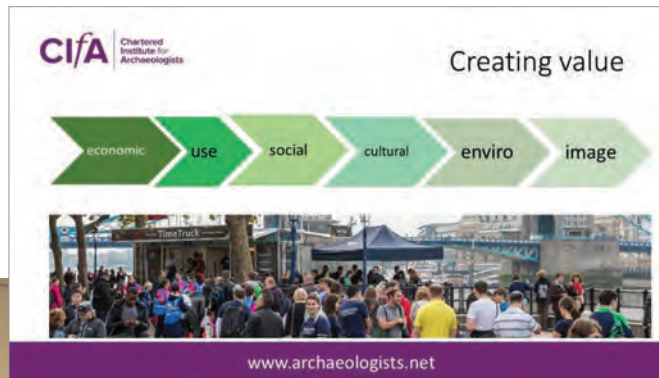 CIfA
Chartered
Institute for
Archaeologists
Creating value
economic
use
social
cultural
enviro
image
TimeTruck
www.archaeologists.net